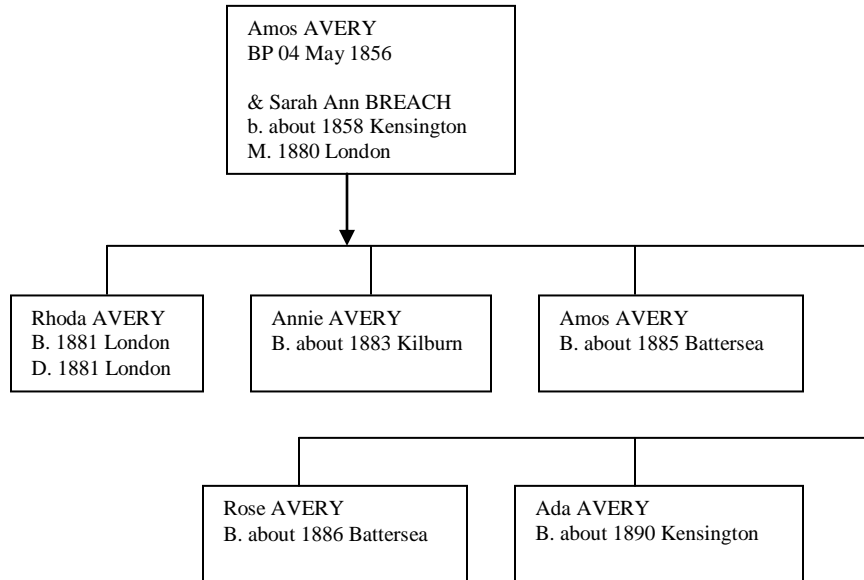 Amos AVERY
BP 04 May 1856
& Sarah Ann BREACH
b. about 1858 Kensington
M. 1880 London
Rhoda AVERY
B. 1881 London
D. 1881 London
Annie AVERY
B. about 1883 Kilburn
Amos AVERY
B. about 1885 Battersea
Rose AVERY
B. about 1886 Battersea
Ada AVERY
B. about 1890 Kensington